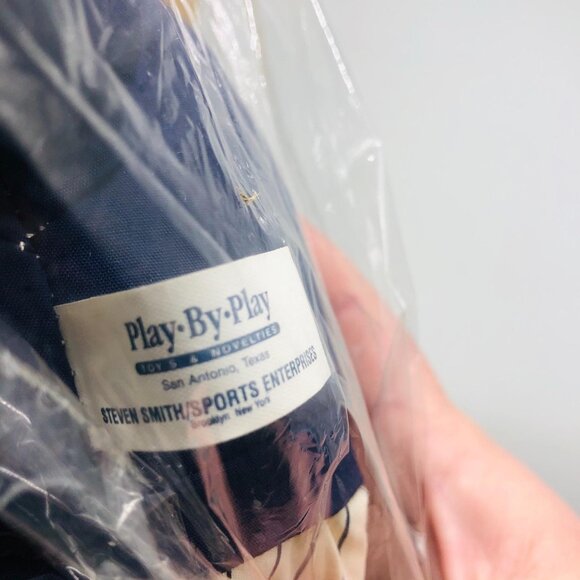 Play·By·Play
TOYS & NOVELTIES
San Antonio, Texas
STEVEN SMITH/SPORTS ENTERPRISES
Brooklyn New York